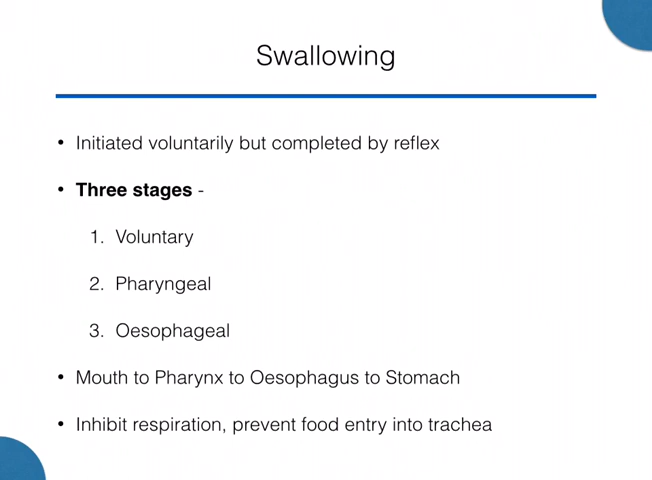 Swallowing
• Initiated voluntarily but completed by reflex
• Three stages -
1. Voluntary
2. Pharyngeal
3. Oesophageal
• Mouth to Pharynx to Oesophagus to Stomach
• Inhibit respiration, prevent food entry into trachea